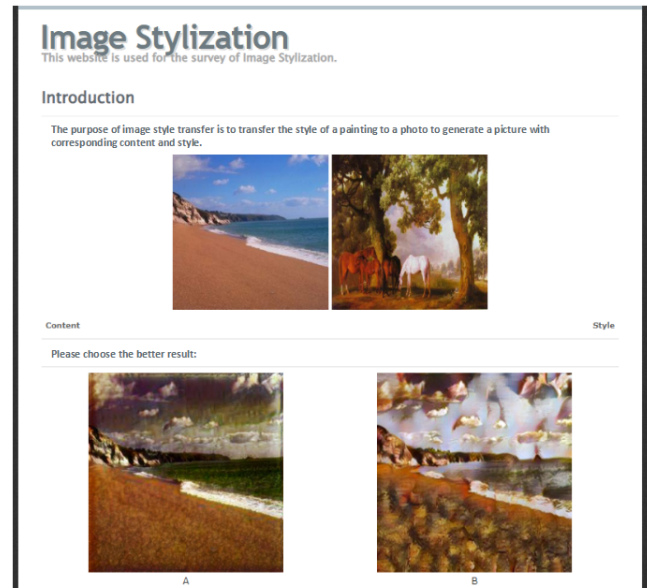 Image Stylization
This website is used for the survey of Image Stylization.
Introduction
The purpose of image style transfer is to transfer the style of a painting to a photo to generate a picture with
corresponding content and style.
Content Style
Please choose the better result:
A B